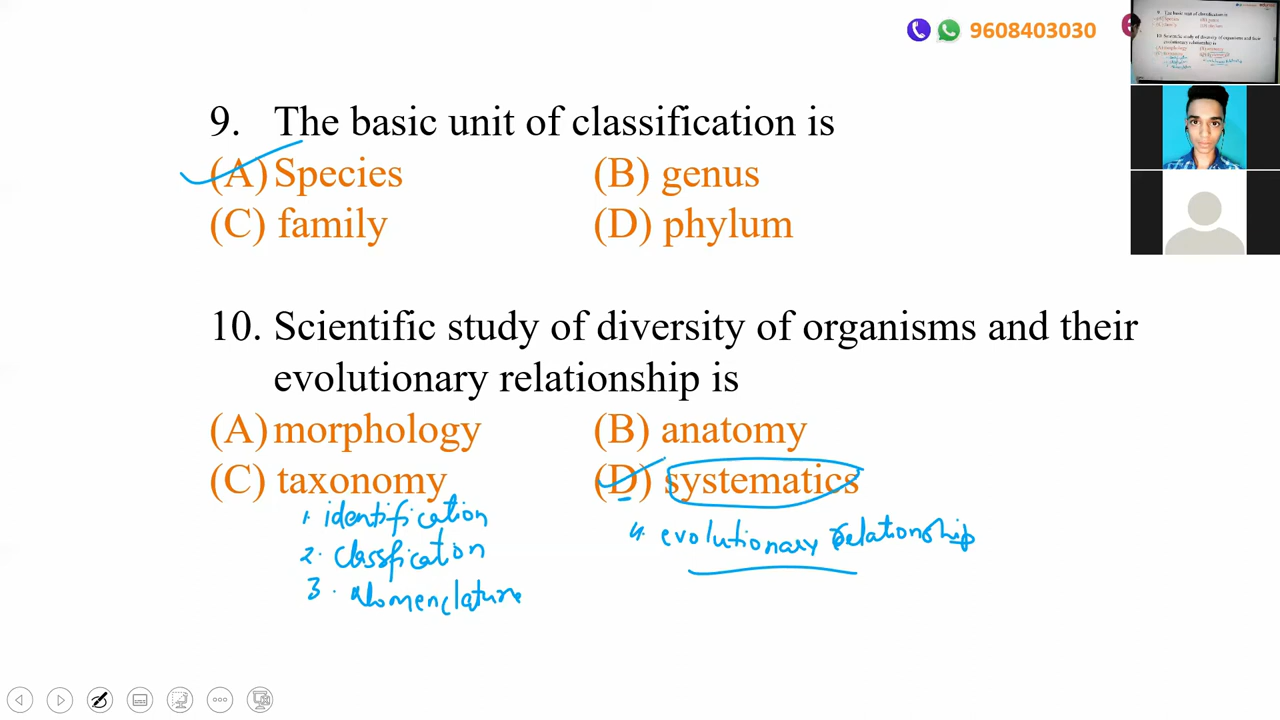 9608403030
9. The basic unit of classification is
(A) Species (B) genus
(C) family (D) phylum
10. Scientific study of diversity of organisms and their
evolutionary relationship is
(A) morphology (B) anatomy
(C) taxonomy (D) systematics
1. identification
4. evolutionary relationship
2. classfication
3. Nomenclature